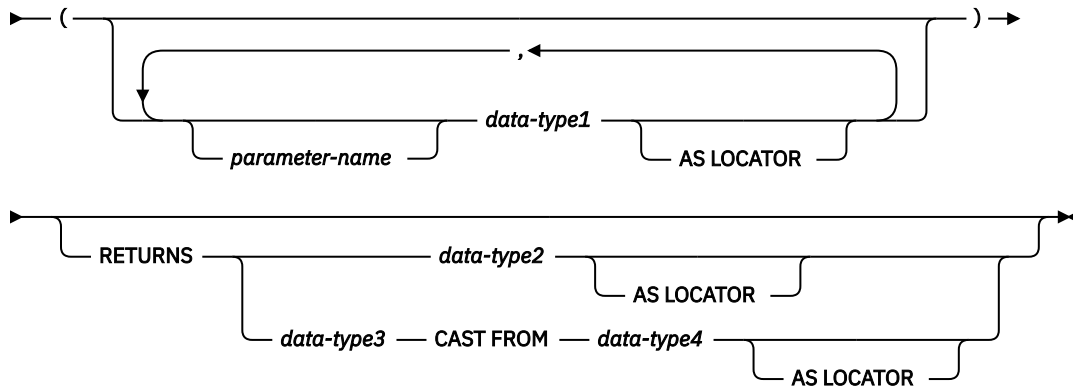 ( )
,
data-type1
parameter-name AS LOCATOR
RETURNS data-type2
AS LOCATOR
data-type3 CAST FROM data-type4
AS LOCATOR